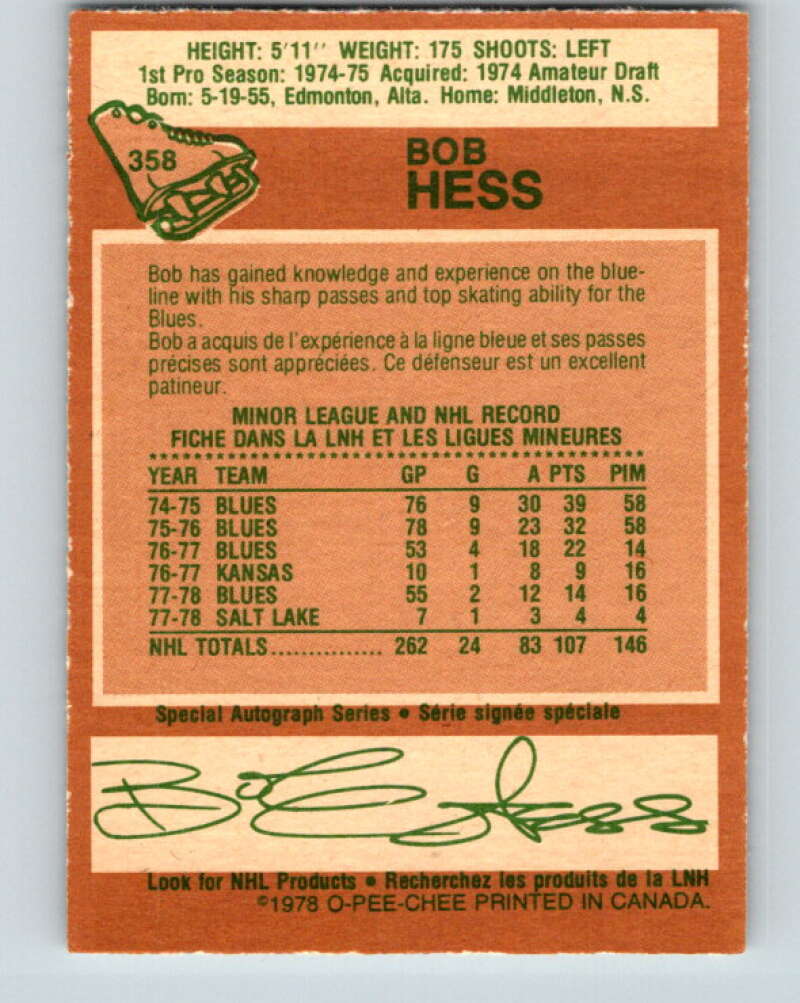 HEIGHT: 5'11" WEIGHT: 175 SHOOTS: LEFT
1st Pro Season: 1974-75 Acquired: 1974 Amateur Draft
Born: 5-19-55, Edmonton, Alta. Home: Middleton, N.S.
358
BOB
HESS
Bob has gained knowledge and experience on the blue-
line with his sharp passes and top skating ability for the
Blues.
Bob a acquis de l'expérience à la ligne bleue et ses passes
précises sont appréciées. Ce défenseur est un excellent
patineur.
MINOR LEAGUE AND NHL RECORD
FICHE DANS LA LNH ET LES LIGUES MINEURES
YEAR TEAM GP G A PTS PIM
74-75 BLUES 76 9 30 39 58
75-76 BLUES 78 9 23 32 58
76-77 BLUES 53 4 18 22 14
76-77 KANSAS 10 1 8 9 16
77-78 BLUES 55 2 12 14 16
77-78 SALT LAKE 7 1 3 4 4
NHL TOTALS................ 262 24 83 107 146
Special Autograph Series • Série signée spéciale
Bob Hess
Look for NHL Products • Recherchez les produits de la LNH
©1978 O-PEE-CHEE PRINTED IN CANADA.